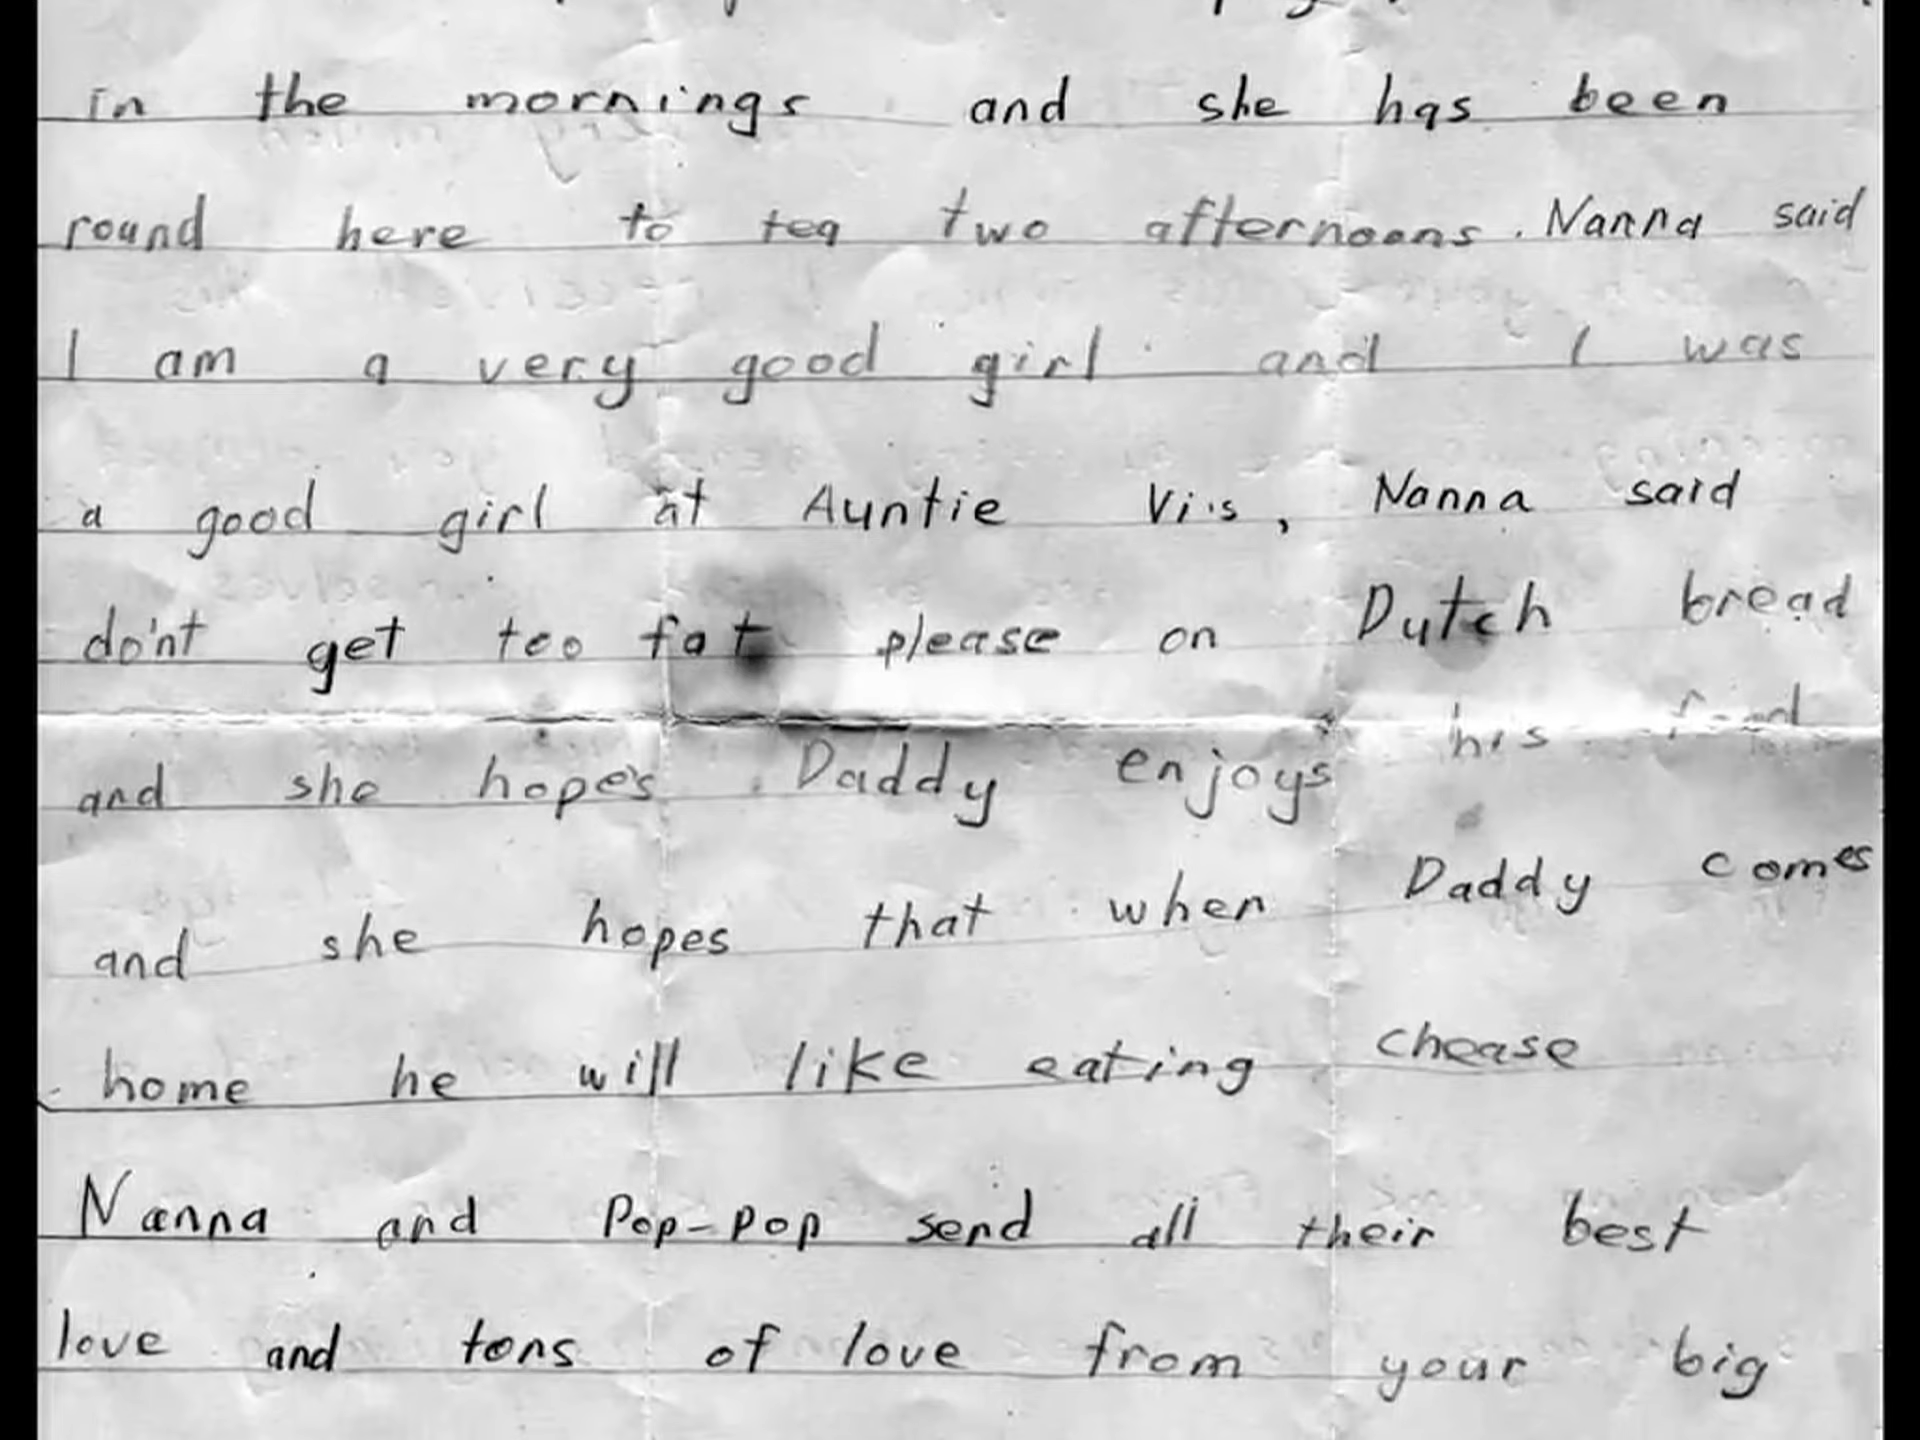 in the mornings and she has been
round here to tea two afternoons. Nanna said
I am a very good girl and I was
a good girl at Auntie Vi's, Nanna said
do'nt get too fat please on Dutch bread
and she hopes Daddy enjoys his food
and she hopes that when Daddy comes
home he will like eating chease
Nanna and Pop-pop send all their best
love and tons of love from your big